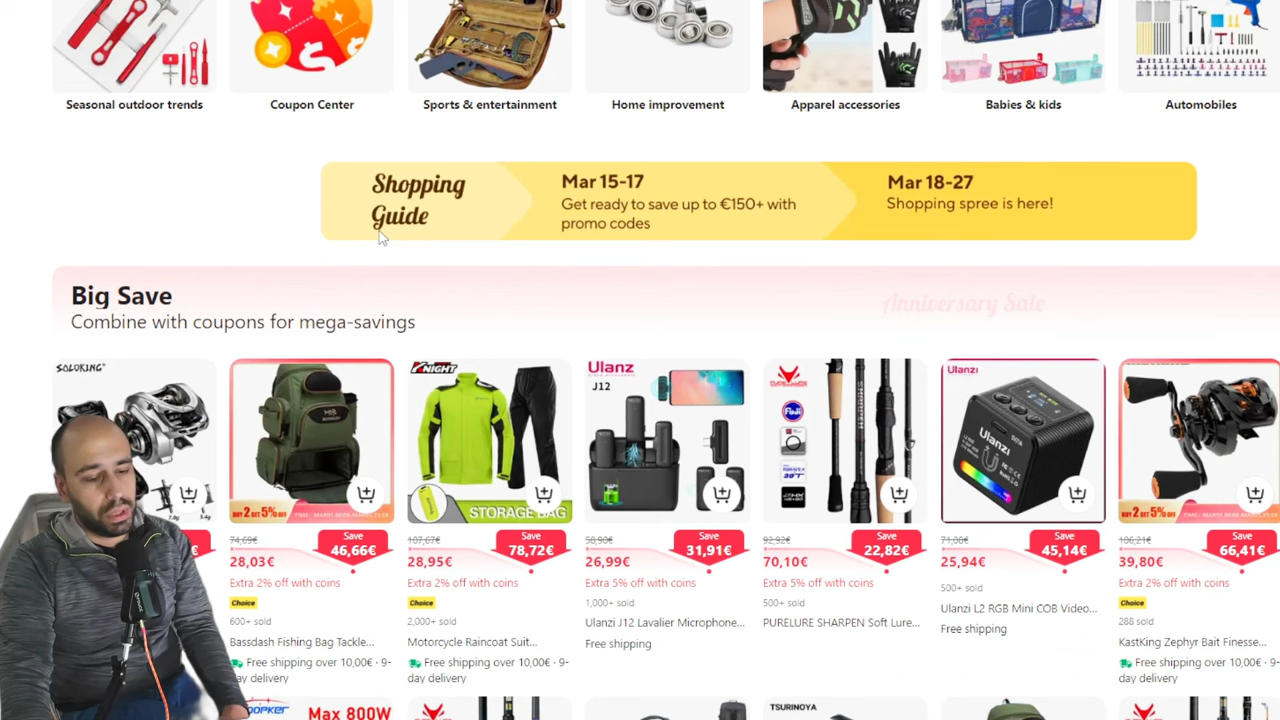 Seasonal outdoor trends
Coupon Center
Sports & entertainment
Home improvement
Apparel accessories
Babies & kids
Automobiles
Shopping
Guide
Mar 15-17
Get ready to save up to €150+ with
promo codes
Mar 18-27
Shopping spree is here!
Big Save
Combine with coupons for mega-savings
Anniversary Sale
SOLOKING
BUY 2 GET 5% OFF
74,69€
Save
46,66€
28,03€
Extra 2% off with coins
Choice
600+ sold
Bassdash Fishing Bag Tackle...
Free shipping over 10,00€ · 9-
day delivery
KNIGHT
STORAGE BAG
107,67€
Save
78,72€
28,95€
Extra 2% off with coins
Choice
2,000+ sold
Motorcycle Raincoat Suit...
Free shipping over 10,00€ · 9-
day delivery
Ulanzi
J12
58,90€
Save
31,91€
26,99€
Extra 5% off with coins
1,000+ sold
Ulanzi J12 Lavalier Microphone...
Free shipping
Fuji
92,92€
Save
22,82€
70,10€
Extra 5% off with coins
500+ sold
PURELURE SHARPEN Soft Lure...
Ulanzi
Ulanzi
71,08€
Save
45,14€
25,94€
500+ sold
Ulanzi L2 RGB Mini COB Video...
Free shipping
BUY 2 GET 5% OFF
106,21€
Save
66,41€
39,80€
Extra 2% off with coins
Choice
288 sold
KastKing Zephyr Bait Finesse...
Free shipping over 10,00€ · 9-
day delivery
Max 800W
TSURINOYA